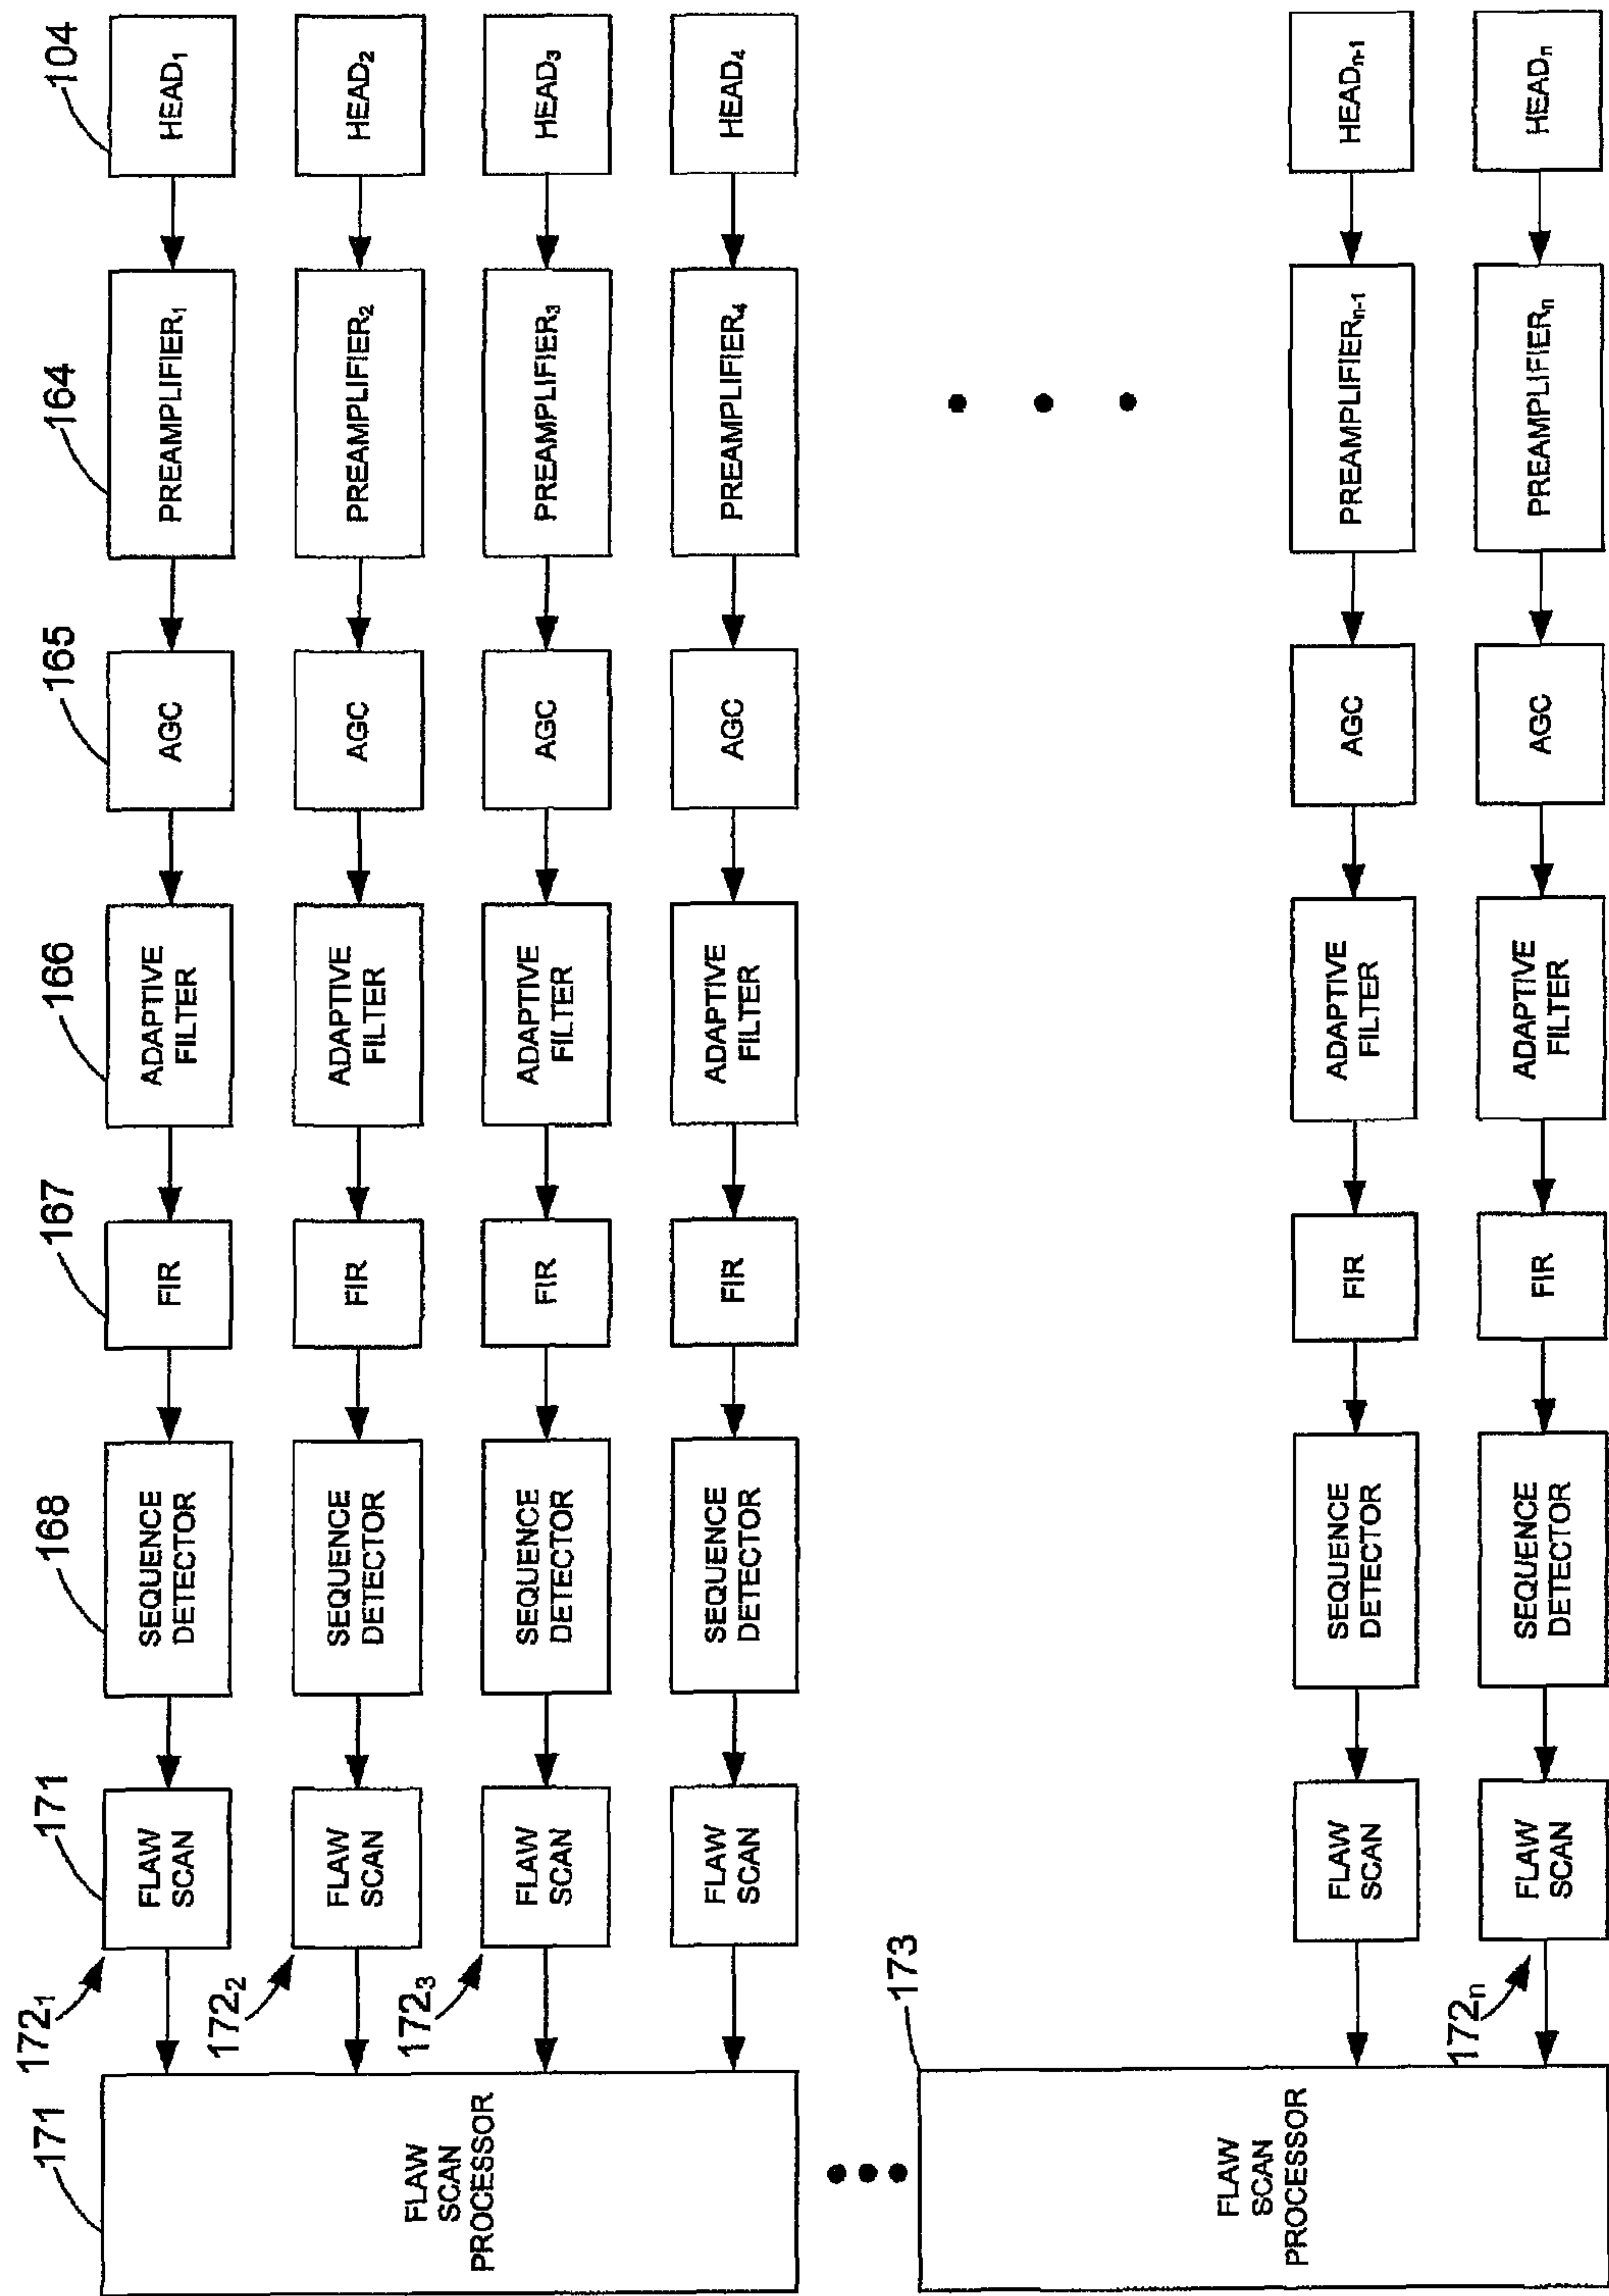 171
172₁
171
168
167
166
165
164
104
FLAW
SCAN
SEQUENCE
DETECTOR
FIR
ADAPTIVE
FILTER
AGC
PREAMPLIFIER₁
HEAD₁
172₂
FLAW
SCAN
SEQUENCE
DETECTOR
FIR
ADAPTIVE
FILTER
AGC
PREAMPLIFIER₂
HEAD₂
FLAW
SCAN
PROCESSOR
172₃
FLAW
SCAN
SEQUENCE
DETECTOR
FIR
ADAPTIVE
FILTER
AGC
PREAMPLIFIER₃
HEAD₃
FLAW
SCAN
SEQUENCE
DETECTOR
FIR
ADAPTIVE
FILTER
AGC
PREAMPLIFIER₄
HEAD₄
173
FLAW
SCAN
PROCESSOR
FLAW
SCAN
SEQUENCE
DETECTOR
FIR
ADAPTIVE
FILTER
AGC
PREAMPLIFIERₙ₋₁
HEADₙ₋₁
172ₙ
FLAW
SCAN
SEQUENCE
DETECTOR
FIR
ADAPTIVE
FILTER
AGC
PREAMPLIFIERₙ
HEADₙ